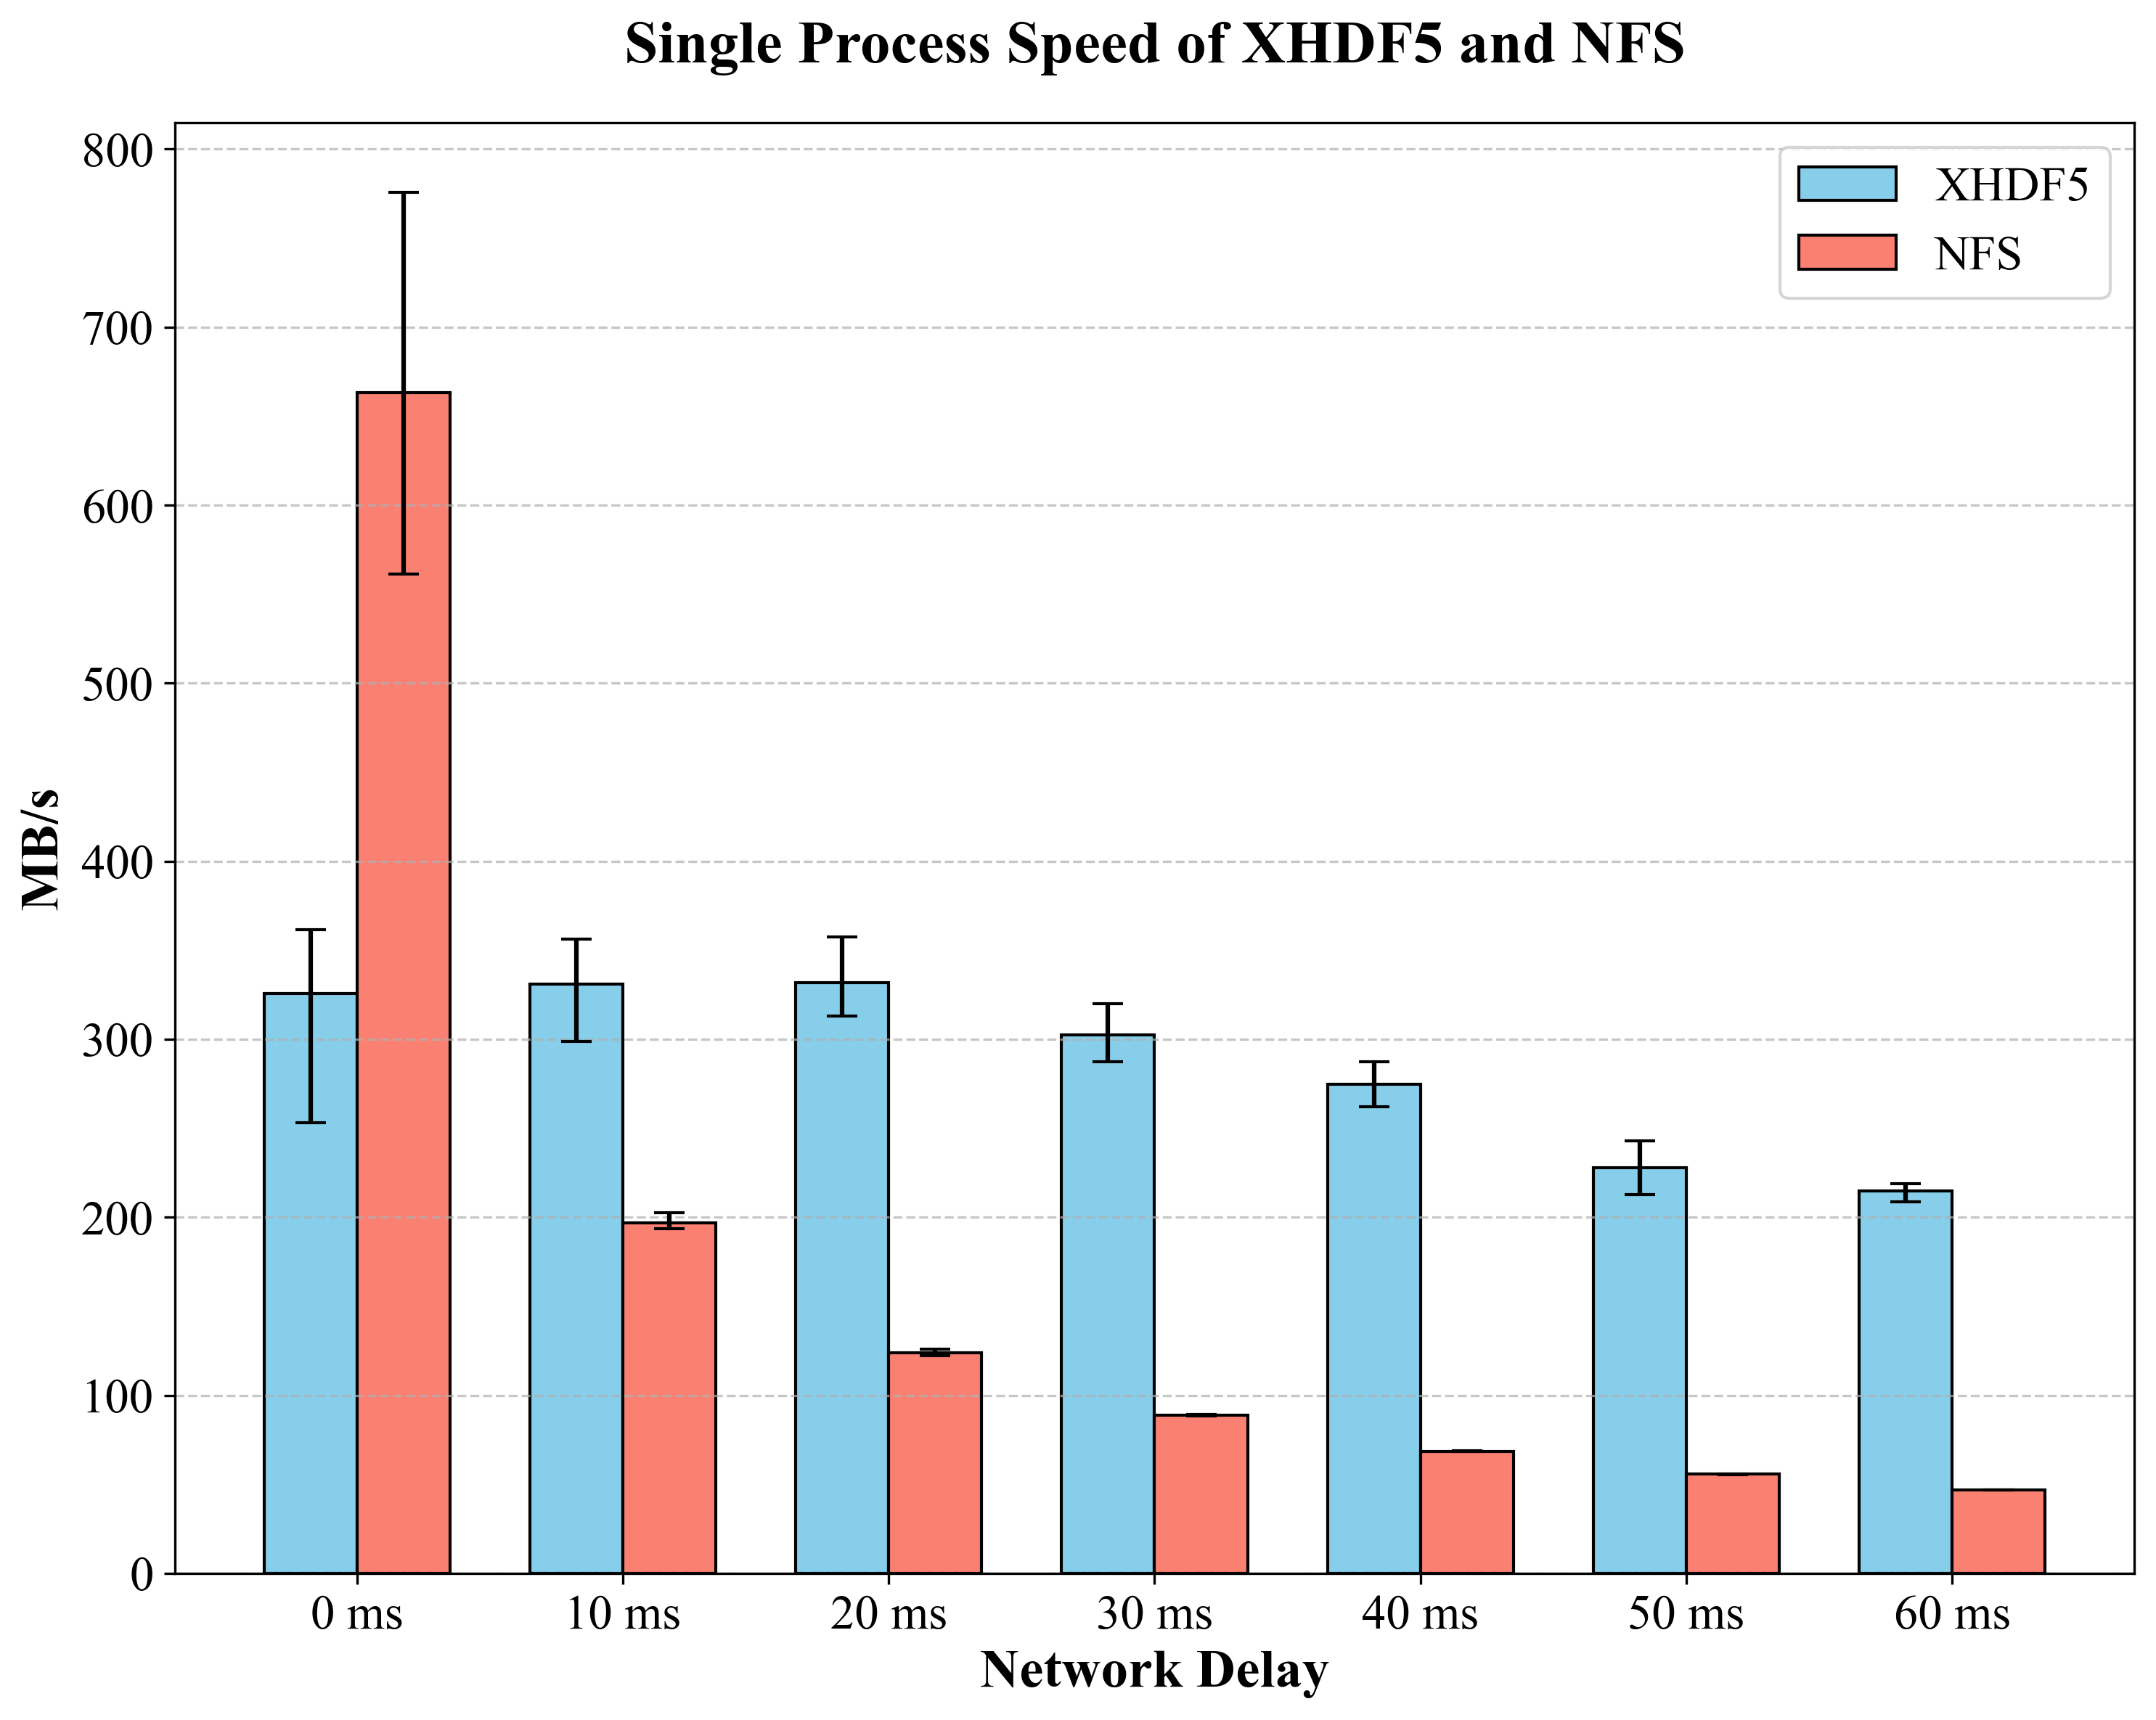 Single Process Speed of XHDF5 and NFS
800
700
600
500
400
300
200
100
0
MB/s
XHDF5
NFS
0 ms
10 ms
20 ms
30 ms
40 ms
50 ms
60 ms
Network Delay